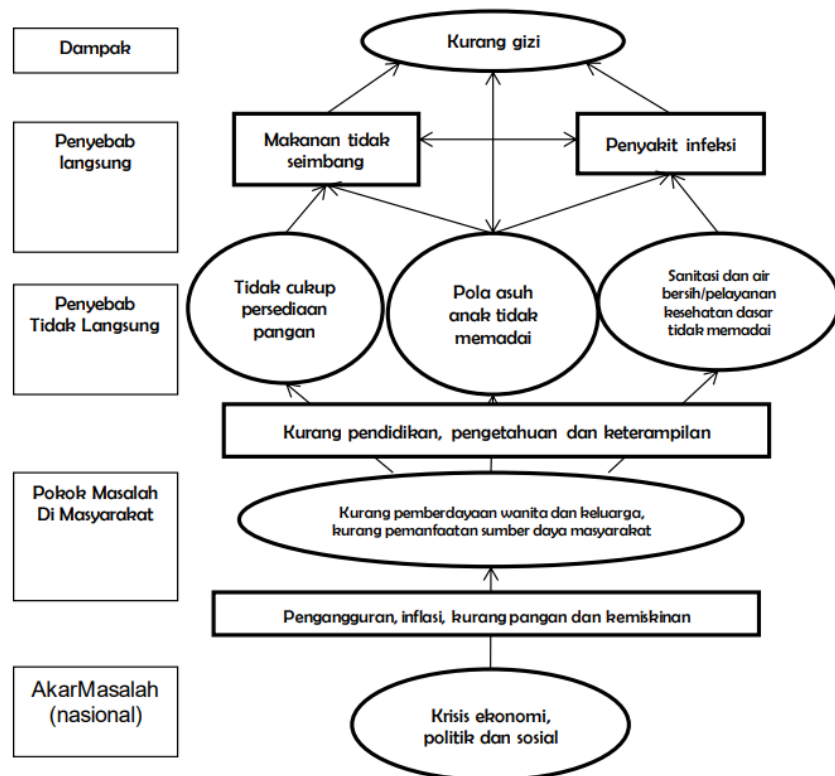 Dampak
Kurang gizi
Penyebab
langsung
Makanan tidak
seimbang
Penyakit infeksi
Penyebab
Tidak Langsung
Tidak cukup
persediaan
pangan
Pola asuh
anak tidak
memadai
Sanitasi dan air
bersih/pelayanan
kesehatan dasar
tidak memadai
Kurang pendidikan, pengetahuan dan keterampilan
Pokok Masalah
Di Masyarakat
Kurang pemberdayaan wanita dan keluarga,
kurang pemanfaatan sumber daya masyarakat
Pengangguran, inflasi, kurang pangan dan kemiskinan
AkarMasalah
(nasional)
Krisis ekonomi,
politik dan sosial